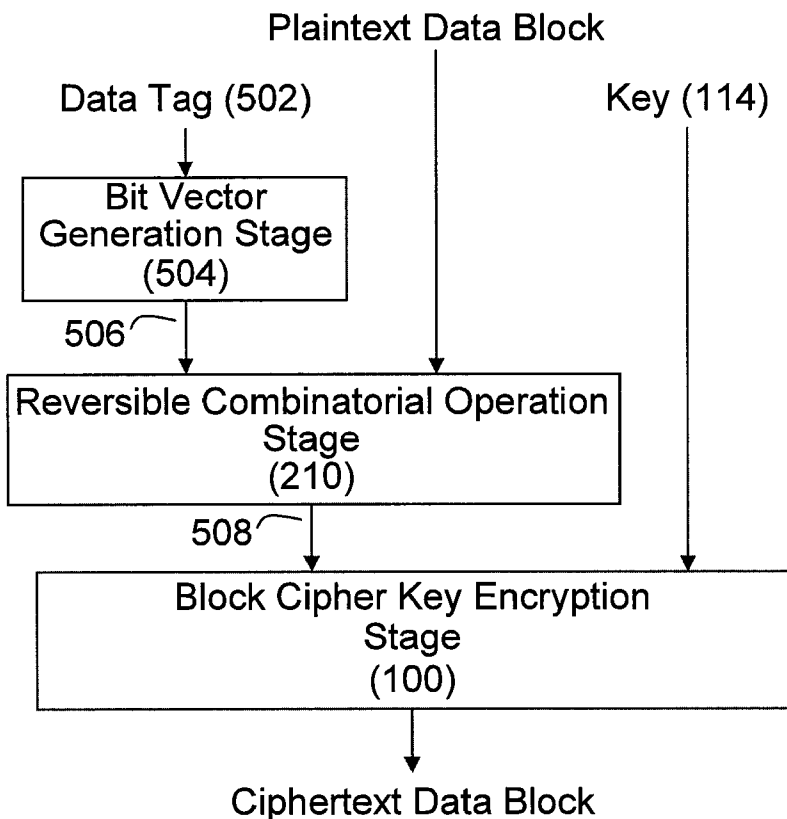 Plaintext Data Block
Data Tag (502)
Key (114)
Bit Vector
Generation Stage
(504)
506
Reversible Combinatorial Operation
Stage
(210)
508
Block Cipher Key Encryption
Stage
(100)
Ciphertext Data Block